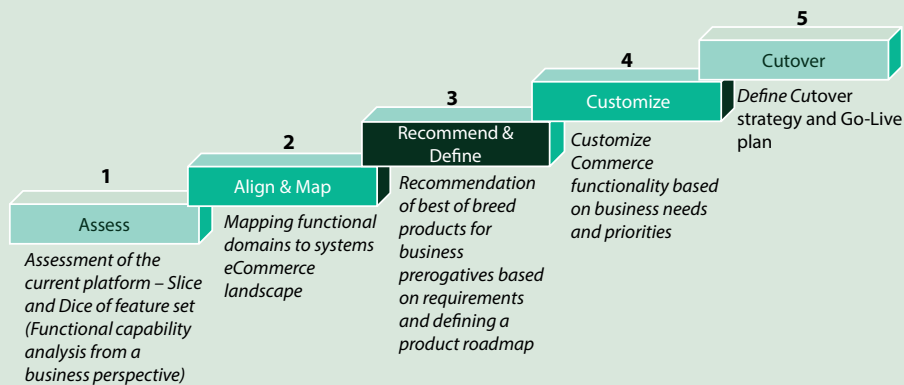 1
Assess
Assessment of the
current platform – Slice
and Dice of feature set
(Functional capability
analysis from a
business perspective)
2
Align & Map
Mapping functional
domains to systems
eCommerce
landscape
3
Recommend &
Define
Recommendation
of best of breed
products for
business
prerogatives based
on requirements
and defining a
product roadmap
4
Customize
Customize
Commerce
functionality based
on business needs
and priorities
5
Cutover
Define Cutover
strategy and Go-Live
plan